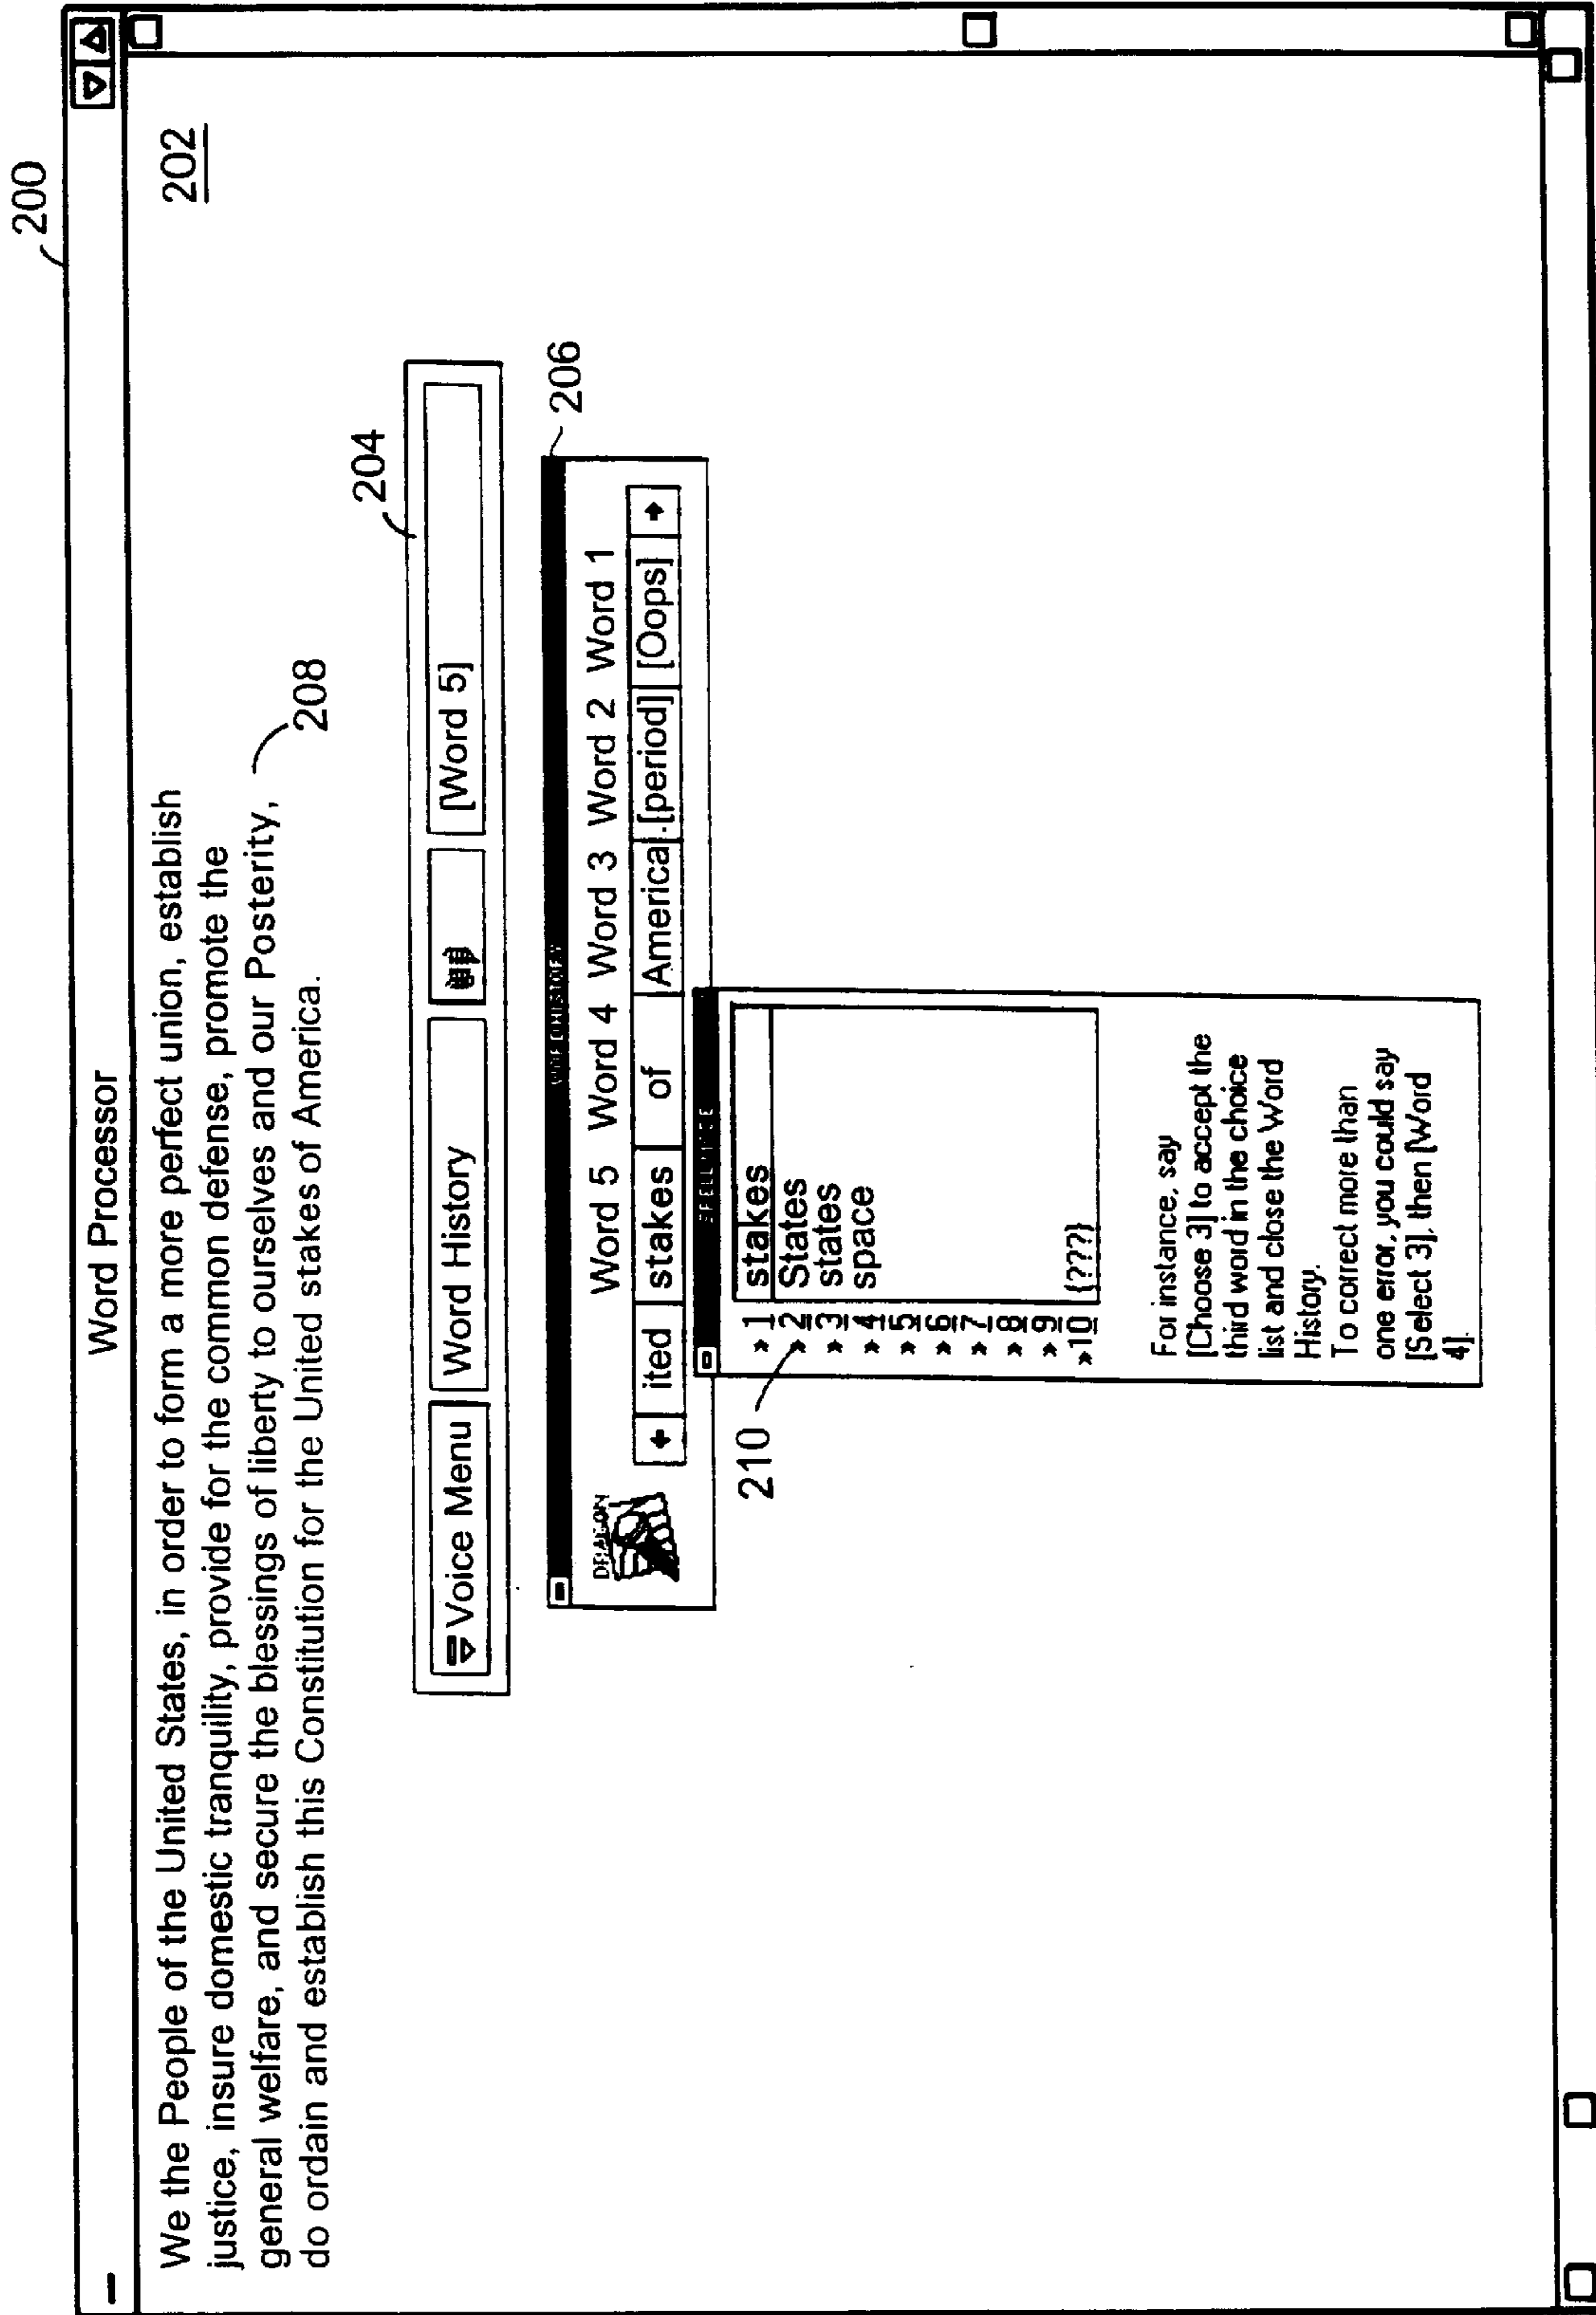 200
Word Processor
202
We the People of the United States, in order to form a more perfect union, establish
justice, insure domestic tranquility, provide for the common defense, promote the
general welfare, and secure the blessings of liberty to ourselves and our Posterity,
208
do ordain and establish this Constitution for the United stakes of America.
204
Voice Menu Word History [Word 5]
206
DRAGON
Word 5 Word 4 Word 3 Word 2 Word 1
ited stakes of America .[period] [Oops]
210
» 1 stakes
» 2 States
» 3 states
» 4 space
» 5
» 6
» 7
» 8
» 9
» 10 {???}
For instance, say
[Choose 3] to accept the
third word in the choice
list and close the Word
History.
To correct more than
one error, you could say
[Select 3], then [Word
4].